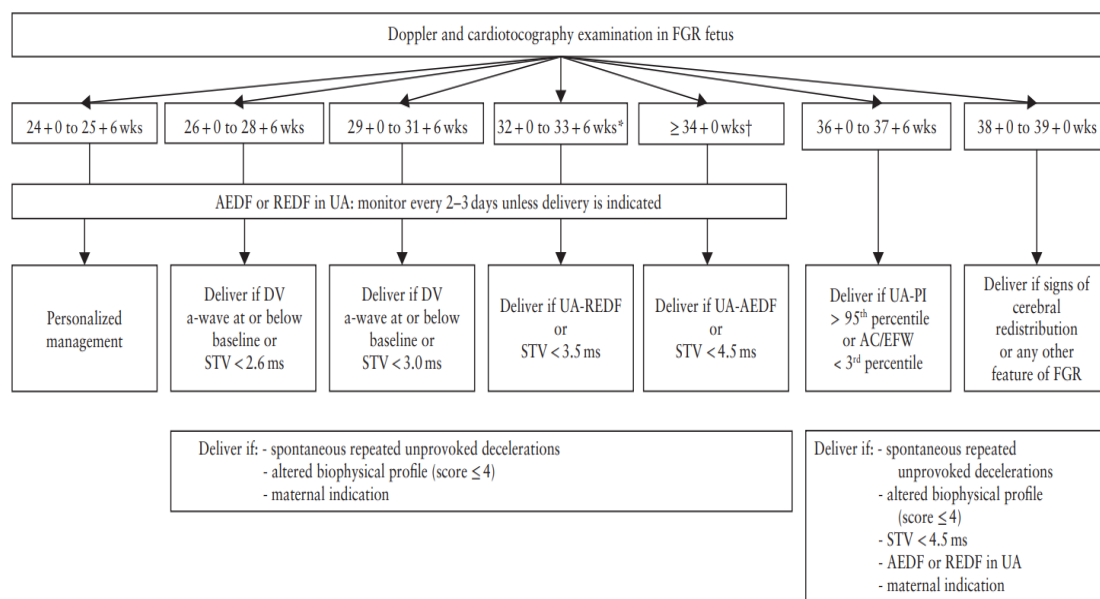 Doppler and cardiotocography examination in FGR fetus
24 + 0 to 25 + 6 wks
26 + 0 to 28 + 6 wks
29 + 0 to 31 + 6 wks
32 + 0 to 33 + 6 wks*
≥ 34 + 0 wks†
36 + 0 to 37 + 6 wks
38 + 0 to 39 + 0 wks
AEDF or REDF in UA: monitor every 2–3 days unless delivery is indicated
Personalized
management
Deliver if DV
a-wave at or below
baseline or
STV < 2.6 ms
Deliver if DV
a-wave at or below
baseline or
STV < 3.0 ms
Deliver if UA-REDF
or
STV < 3.5 ms
Deliver if UA-AEDF
or
STV < 4.5 ms
Deliver if UA-PI
> 95th percentile
or AC/EFW
< 3rd percentile
Deliver if signs of
cerebral
redistribution
or any other
feature of FGR
Deliver if: - spontaneous repeated unprovoked decelerations
- altered biophysical profile (score ≤ 4)
- maternal indication
Deliver if: - spontaneous repeated
unprovoked decelerations
- altered biophysical profile
(score ≤ 4)
- STV < 4.5 ms
- AEDF or REDF in UA
- maternal indication